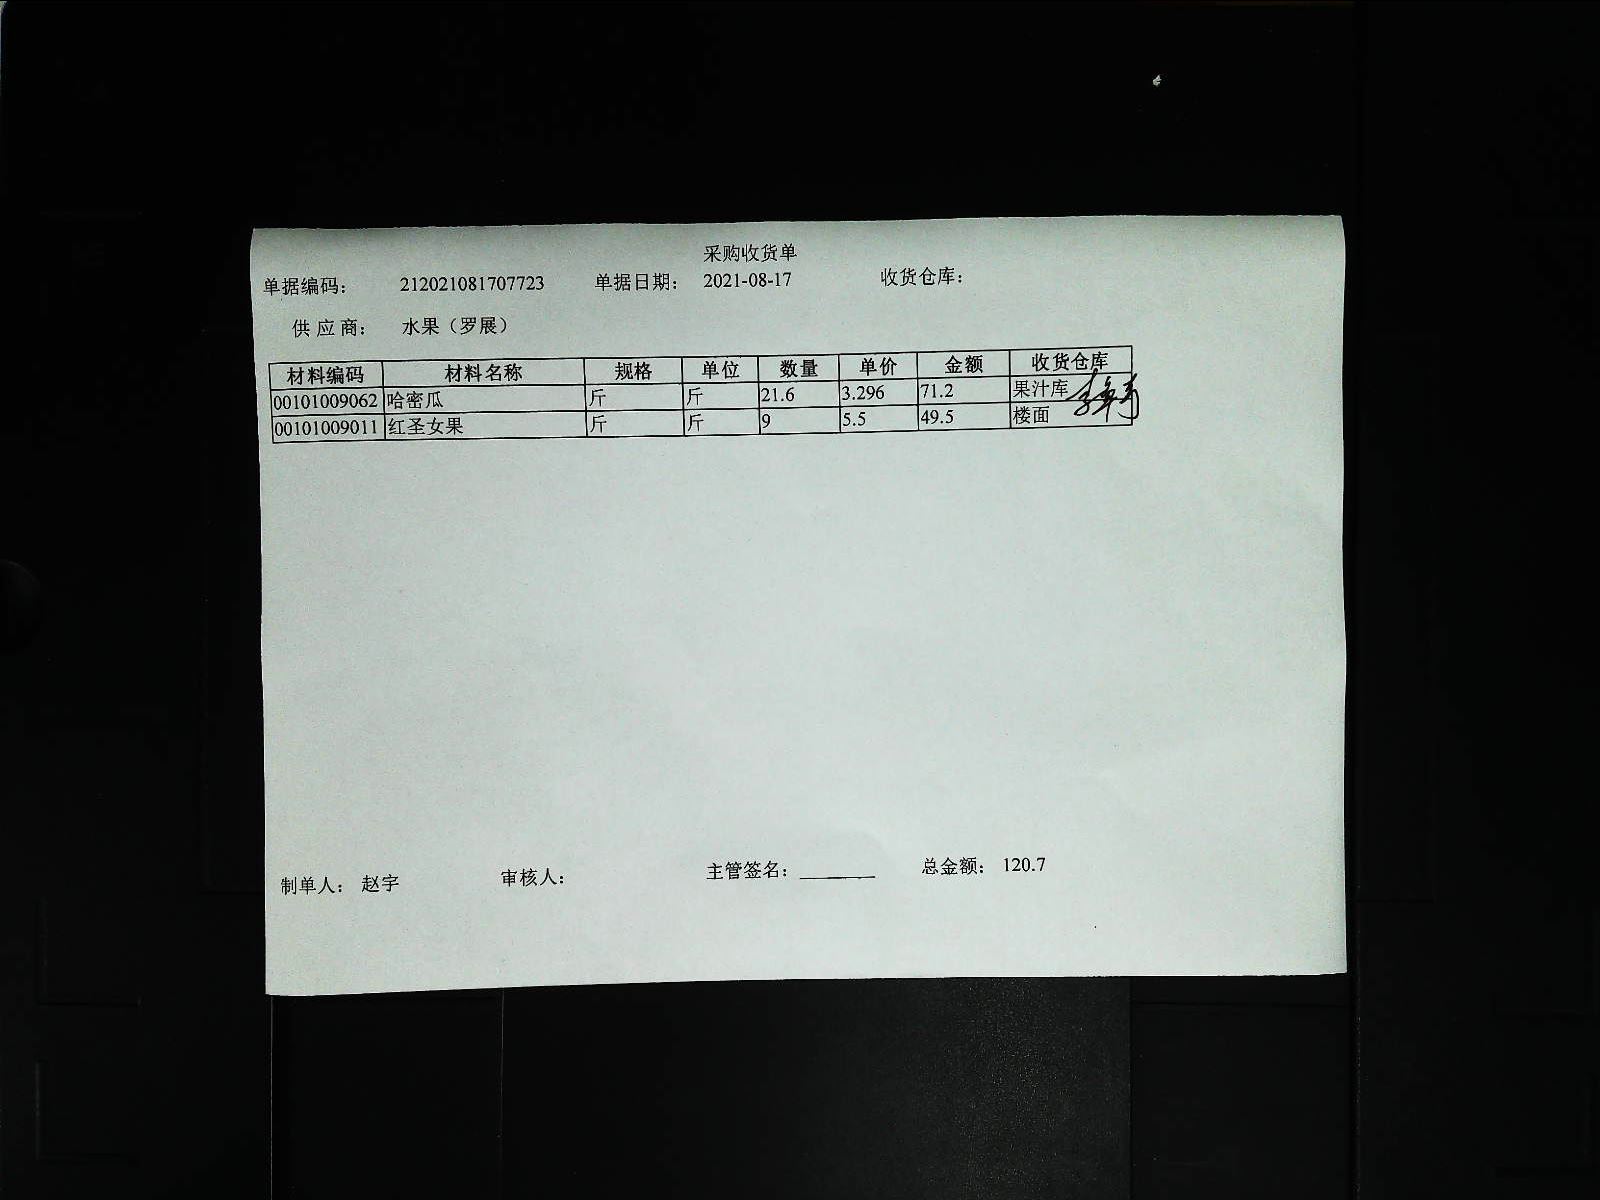 采购收货单
单据编码： 212021081707723 单据日期： 2021-08-17 收货仓库：
供 应 商： 水果（罗展）
材料编码 材料名称 规格 单位 数量 单价 金额 收货仓库
00101009062 哈密瓜 斤 斤 21.6 3.296 71.2 果汁库
00101009011 红圣女果 斤 斤 9 5.5 49.5 楼面
制单人： 赵宇 审核人： 主管签名： 总金额： 120.7